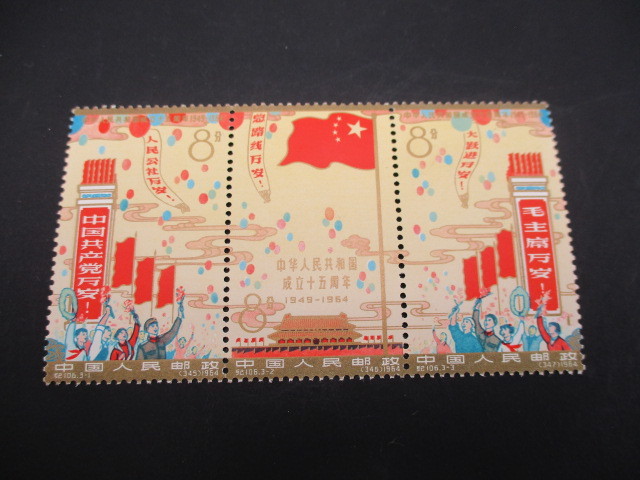 8分
人民公社万岁!
中国共产党万岁!
中国人民邮政
纪106.3-1
(345)1964
总路线万岁!
中华人民共和国
成立十五周年
1949-1964
8分
中国人民邮政
纪106.3-2
(346)1964
8分
大跃进万岁!
毛主席万岁!
中国人民邮政
纪106.3-3
(347)1964